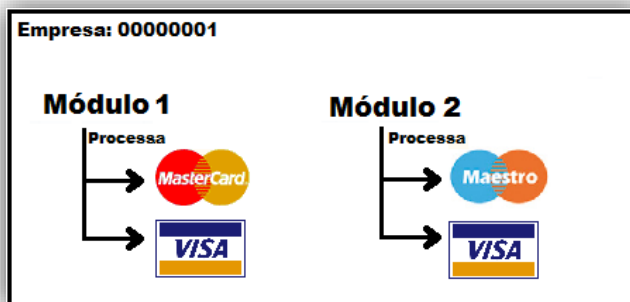 Empresa: 00000001
Módulo 1
Processa
MasterCard
VISA
Módulo 2
Processa
Maestro
VISA